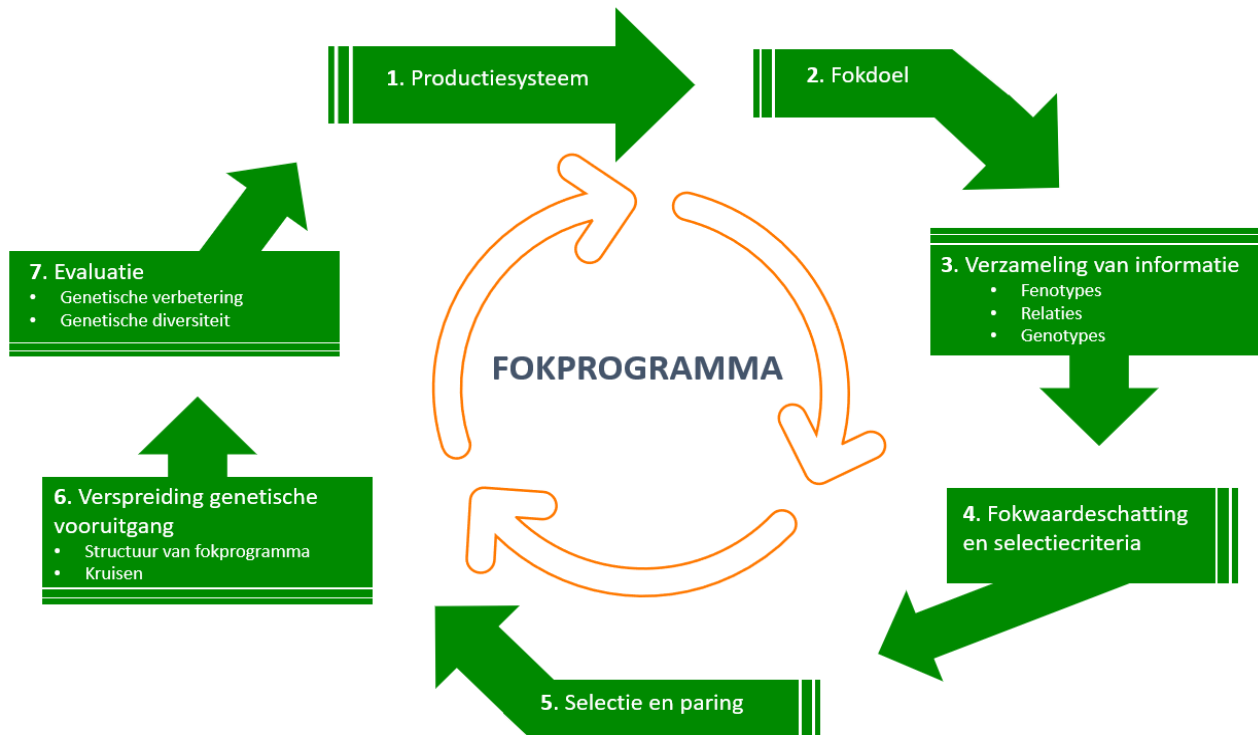 1. Productiesysteem
2. Fokdoel
3. Verzameling van informatie
• Fenotypes
• Relaties
• Genotypes
4. Fokwaardeschatting
en selectiecriteria
5. Selectie en paring
6. Verspreiding genetische
vooruitgang
• Structuur van fokprogramma
• Kruisen
7. Evaluatie
• Genetische verbetering
• Genetische diversiteit
FOKPROGRAMMA